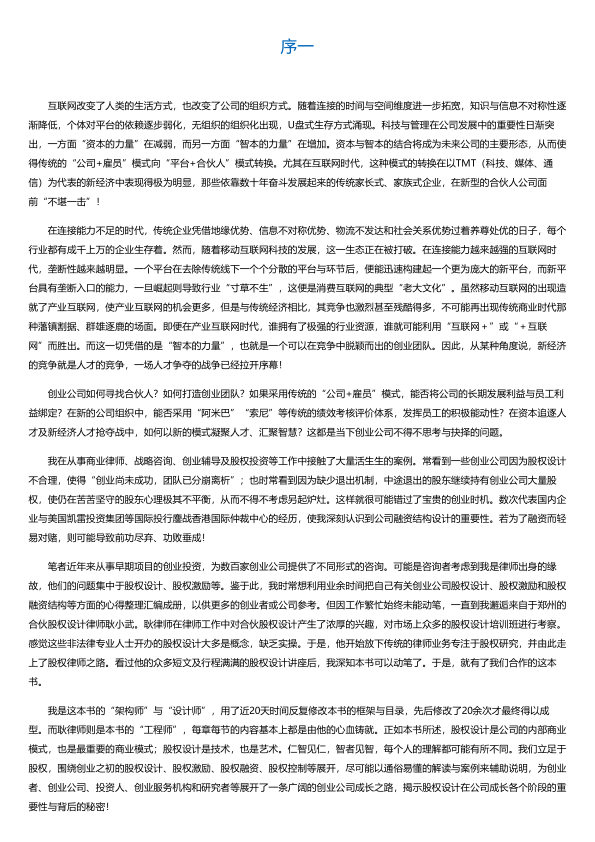 序一
互联网改变了人类的生活方式，也改变了公司的组织方式。随着连接的时间与空间维度进一步拓宽，知识与信息不对称性逐
渐降低，个体对平台的依赖逐步弱化，无组织的组织化出现，U盘式生存方式涌现。科技与管理在公司发展中的重要性日渐突
出，一方面“资本的力量”在减弱，而另一方面“智本的力量”在增加。资本与智本的结合将成为未来公司的主要形态，从而使
得传统的“公司+雇员”模式向“平台+合伙人”模式转换。尤其在互联网时代，这种模式的转换在以TMT（科技、媒体、通
信）为代表的新经济中表现得极为明显，那些依靠数十年奋斗发展起来的传统家长式、家族式企业，在新型的合伙人公司面
前“不堪一击”！
在连接能力不足的时代，传统企业凭借地缘优势、信息不对称优势、物流不发达和社会关系优势过着养尊处优的日子，每个
行业都有成千上万的企业生存着。然而，随着移动互联网科技的发展，这一生态正在被打破。在连接能力越来越强的互联网时
代，垄断性越来越明显。一个平台在去除传统线下一个个分散的平台与环节后，便能迅速构建起一个更为庞大的新平台，而新平
台具有垄断入口的能力，一旦崛起则导致行业“寸草不生”，这便是消费互联网的典型“老大文化”。虽然移动互联网的出现造
就了产业互联网，使产业互联网的机会更多，但是与传统经济相比，其竞争也激烈甚至残酷得多，不可能再出现传统商业时代那
种藩镇割据、群雄逐鹿的场面。即便在产业互联网时代，谁拥有了极强的行业资源，谁就可能利用“互联网＋”或“＋互联
网”而胜出。而这一切凭借的是“智本的力量”，也就是一个可以在竞争中脱颖而出的创业团队。因此，从某种角度说，新经济
的竞争就是人才的竞争，一场人才争夺的战争已经拉开序幕！
创业公司如何寻找合伙人？如何打造创业团队？如果采用传统的“公司+雇员”模式，能否将公司的长期发展利益与员工利
益绑定？在新的公司组织中，能否采用“阿米巴”“索尼”等传统的绩效考核评价体系，发挥员工的积极能动性？在资本追逐人
才及新经济人才抢夺战中，如何以新的模式凝聚人才、汇聚智慧？这都是当下创业公司不得不思考与抉择的问题。
我在从事商业律师、战略咨询、创业辅导及股权投资等工作中接触了大量活生生的案例。常看到一些创业公司因为股权设计
不合理，使得“创业尚未成功，团队已分崩离析”；也时常看到因为缺少退出机制，中途退出的股东继续持有创业公司大量股
权，使仍在苦苦坚守的股东心理极其不平衡，从而不得不考虑另起炉灶。这样就很可能错过了宝贵的创业时机。数次代表国内企
业与美国凯雷投资集团等国际投行鏖战香港国际仲裁中心的经历，使我深刻认识到公司融资结构设计的重要性。若为了融资而轻
易对赌，则可能导致前功尽弃、功败垂成！
笔者近年来从事早期项目的创业投资，为数百家创业公司提供了不同形式的咨询。可能是咨询者考虑到我是律师出身的缘
故，他们的问题集中于股权设计、股权激励等。鉴于此，我时常想利用业余时间把自己有关创业公司股权设计、股权激励和股权
融资结构等方面的心得整理汇编成册，以供更多的创业者或公司参考。但因工作繁忙始终未能动笔，一直到我邂逅来自于郑州的
合伙股权设计律师耿小武。耿律师在律师工作中对合伙股权设计产生了浓厚的兴趣，对市场上众多的股权设计培训班进行考察。
感觉这些非法律专业人士开办的股权设计大多是概念，缺乏实操。于是，他开始放下传统的律师业务专注于股权研究，并由此走
上了股权律师之路。看过他的众多短文及行程满满的股权设计讲座后，我深知本书可以动笔了。于是，就有了我们合作的这本
书。
我是这本书的“架构师”与“设计师”，用了近20天时间反复修改本书的框架与目录，先后修改了20余次才最终得以成
型。而耿律师则是本书的“工程师”，每章每节的内容基本上都是由他的心血铸就。正如本书所述，股权设计是公司的内部商业
模式，也是最重要的商业模式；股权设计是技术，也是艺术。仁智见仁，智者见智，每个人的理解都可能有所不同。我们立足于
股权，围绕创业之初的股权设计、股权激励、股权融资、股权控制等展开，尽可能以通俗易懂的解读与案例来辅助说明，为创业
者、创业公司、投资人、创业服务机构和研究者等展开了一条广阔的创业公司成长之路，揭示股权设计在公司成长各个阶段的重
要性与背后的秘密！